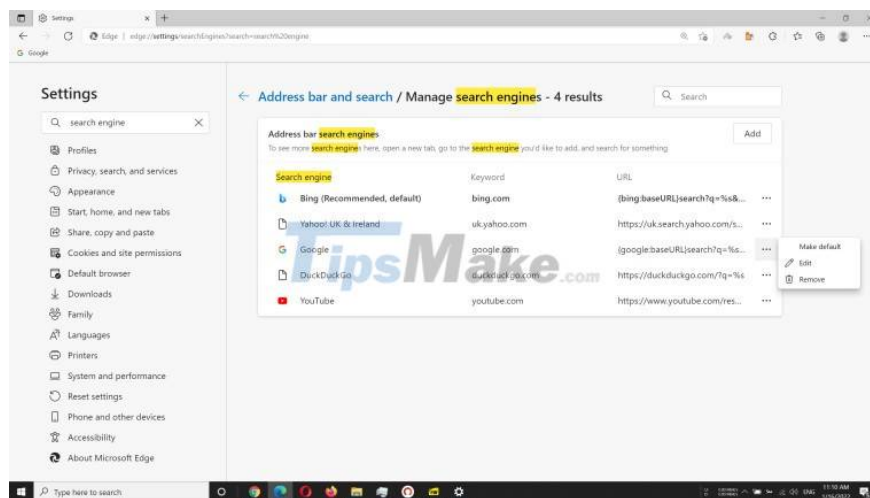 Settings
Edge | edge://settings/searchEngines?search=search%20engine
Google
Settings
search engine
Profiles
Privacy, search, and services
Appearance
Start, home, and new tabs
Share, copy and paste
Cookies and site permissions
Default browser
Downloads
Family
Languages
Printers
System and performance
Reset settings
Phone and other devices
Accessibility
About Microsoft Edge
Address bar and search / Manage search engines - 4 results
Search
Address bar search engines
Add
To see more search engines here, open a new tab, go to the search engine you'd like to add, and search for something
Search engine Keyword URL
Bing (Recommended, default) bing.com {bing:baseURL}search?q=%s&...
Yahoo! UK & Ireland uk.yahoo.com https://uk.search.yahoo.com/s...
Google google.com {google:baseURL}search?q=%s...
DuckDuckGo duckduckgo.com https://duckduckgo.com/?q=%s
YouTube youtube.com https://www.youtube.com/res...
Make default
Edit
Remove
TipsMake.com
Type here to search
ENG
11:10 AM
1/16/2022